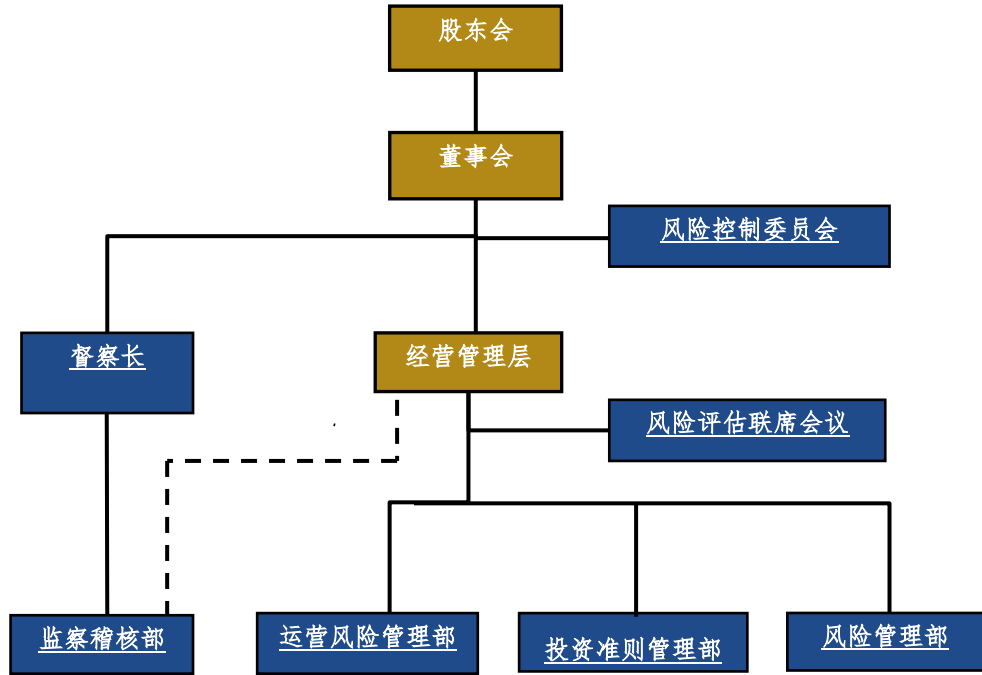 股东会
董事会
风险控制委员会
督察长
经营管理层
风险评估联席会议
监察稽核部
运营风险管理部
投资准则管理部
风险管理部